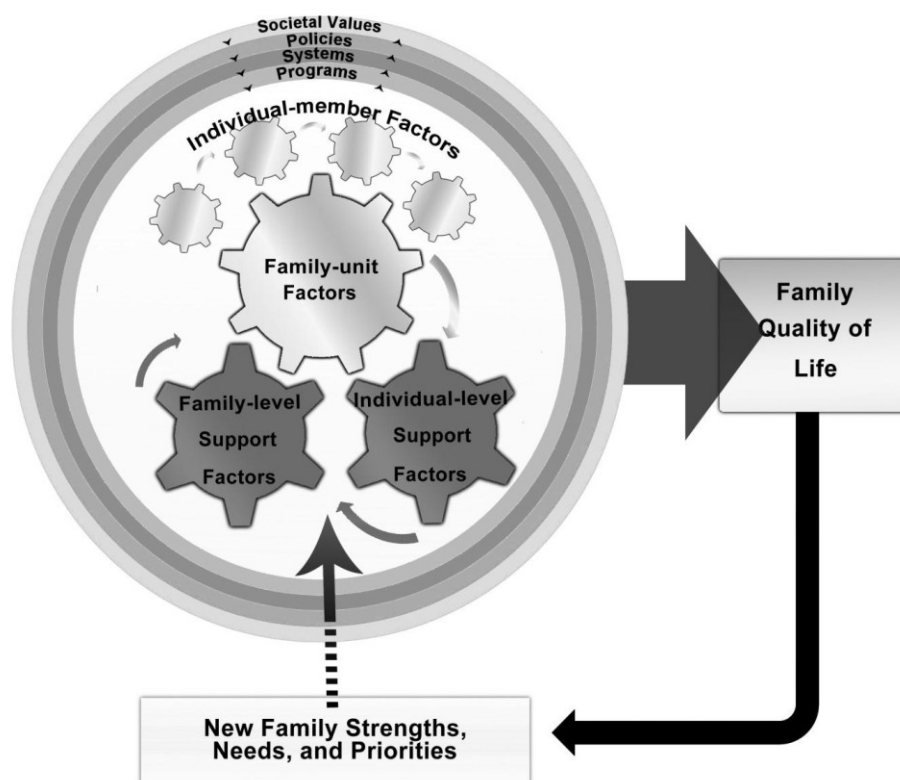 Societal Values
Policies
Systems
Programs
Individual-member Factors
Family-unit
Factors
Family-level
Support
Factors
Individual-level
Support
Factors
Family
Quality of
Life
New Family Strengths,
Needs, and Priorities